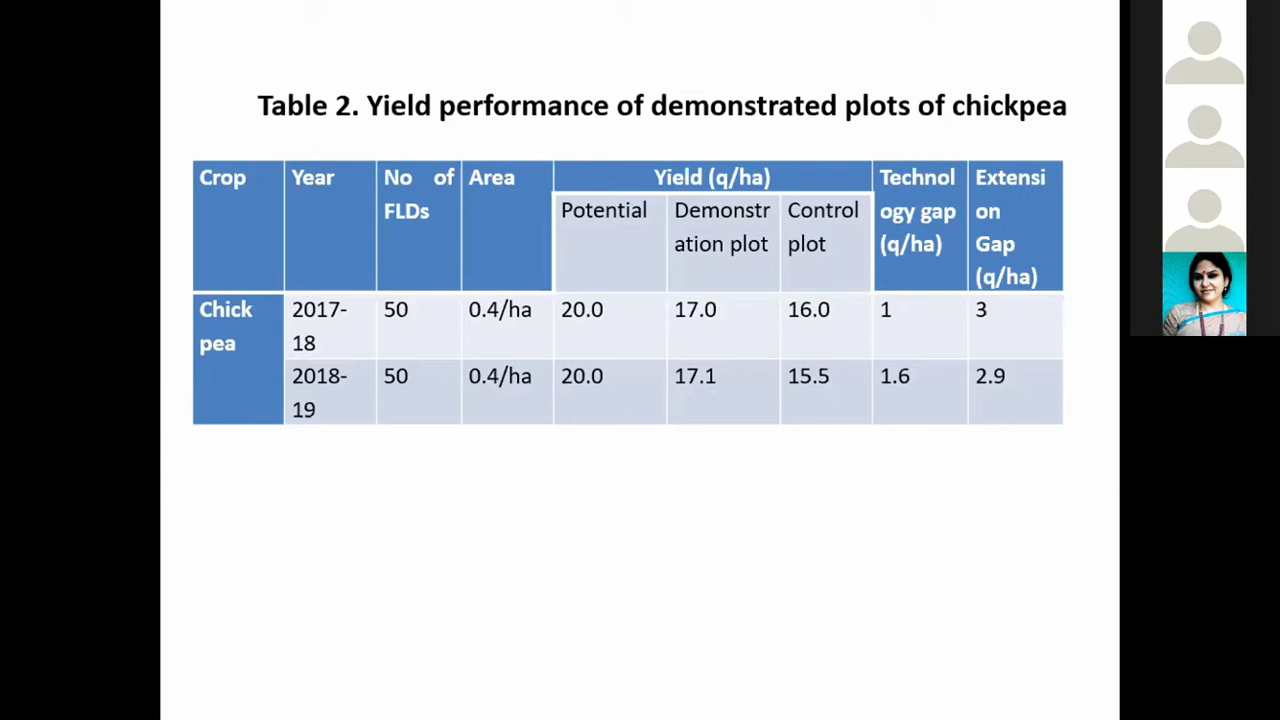 Table 2. Yield performance of demonstrated plots of chickpea
Crop Year No of Area Yield (q/ha) Technol Extensi
FLDs Potential Demonstr Control ogy gap on
ation plot plot (q/ha) Gap
(q/ha)
Chick 2017- 50 0.4/ha 20.0 17.0 16.0 1 3
pea 18
2018- 50 0.4/ha 20.0 17.1 15.5 1.6 2.9
19